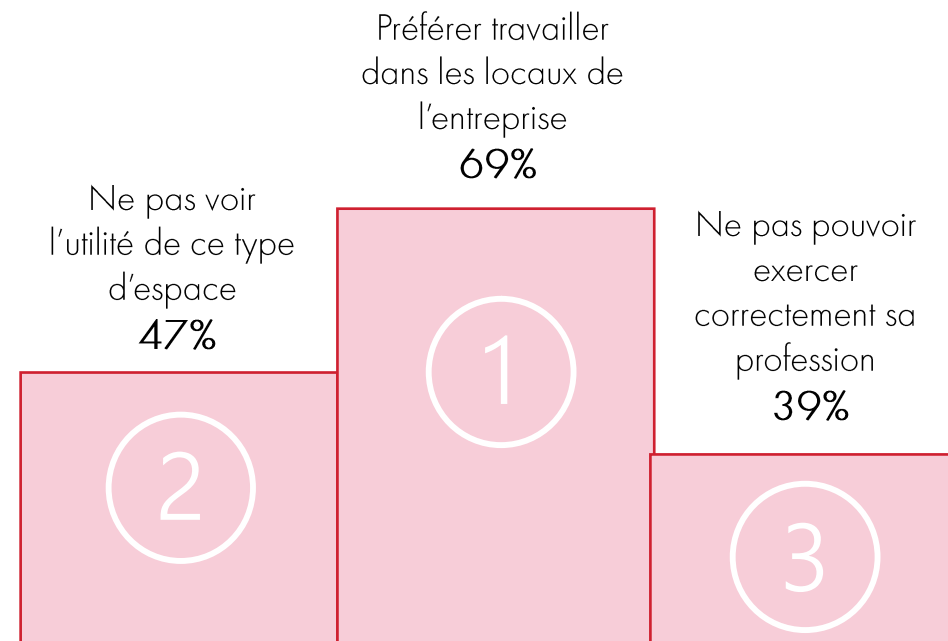 Préférer travailler
dans les locaux de
l’entreprise
69%
Ne pas voir
l’utilité de ce type
d’espace
47%
Ne pas pouvoir
exercer
correctement sa
profession
39%
1
2
3